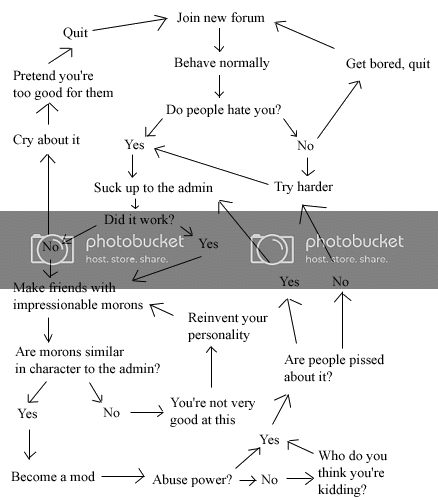 Join new forum
Quit
Behave normally
Get bored, quit
Pretend you're
too good for them
Do people hate you?
Cry about it
Yes
No
Suck up to the admin
Try harder
Did it work?
photobucket
host. store. share.
photobucket
host. store. share.
No
Yes
Yes
No
Make friends with
impressionable morons
Reinvent your
personality
Are morons similar
in character to the admin?
Are people pissed
about it?
Yes
No
You're not very
good at this
Yes
Become a mod
Abuse power?
No
Who do you
think you're
kidding?